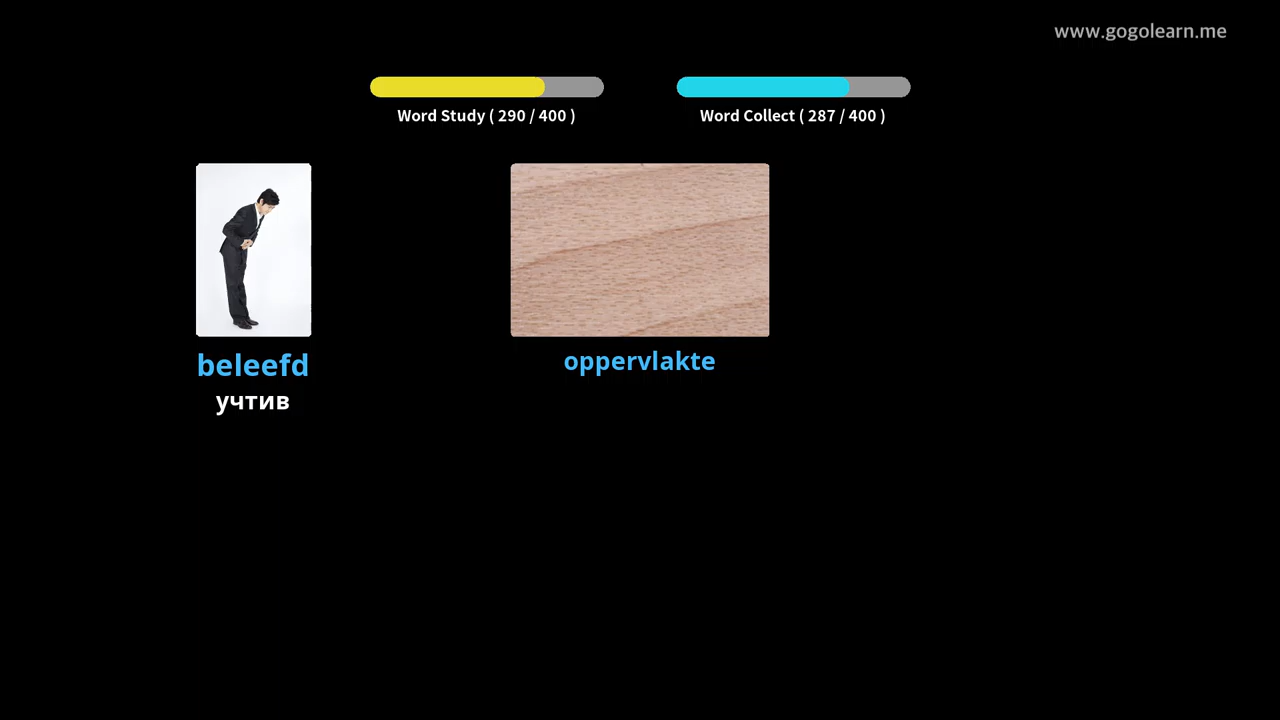 www.gogolearn.me
Word Study ( 290 / 400 )
Word Collect ( 287 / 400 )
beleefd
учтив
oppervlakte